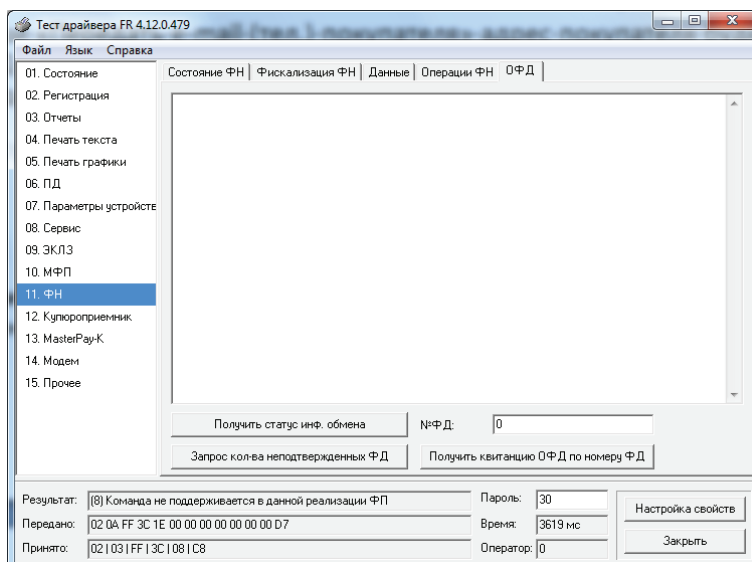 Тест драйвера FR 4.12.0.479
Файл Язык Справка
01. Состояние
02. Регистрация
03. Отчеты
04. Печать текста
05. Печать графики
06. ПД
07. Параметры устройств
08. Сервис
09. ЭКЛЗ
10. МФП
11. ФН
12. Купюроприемник
13. MasterPay-K
14. Модем
15. Прочее
Состояние ФН Фискализация ФН Данные Операции ФН ОФД
Получить статус инф. обмена №ФД: 0
Запрос кол-ва неподтвержденных ФД Получить квитанцию ОФД по номеру ФД
Результат: (8) Команда не поддерживается в данной реализации ФП Пароль: 30 Настройка свойств
Передано: 02 0A FF 3C 1E 00 00 00 00 00 00 00 D7 Время: 3619 мс
Принято: 02 | 03 | FF | 3C | 08 | C8 Оператор: 0 Закрыть